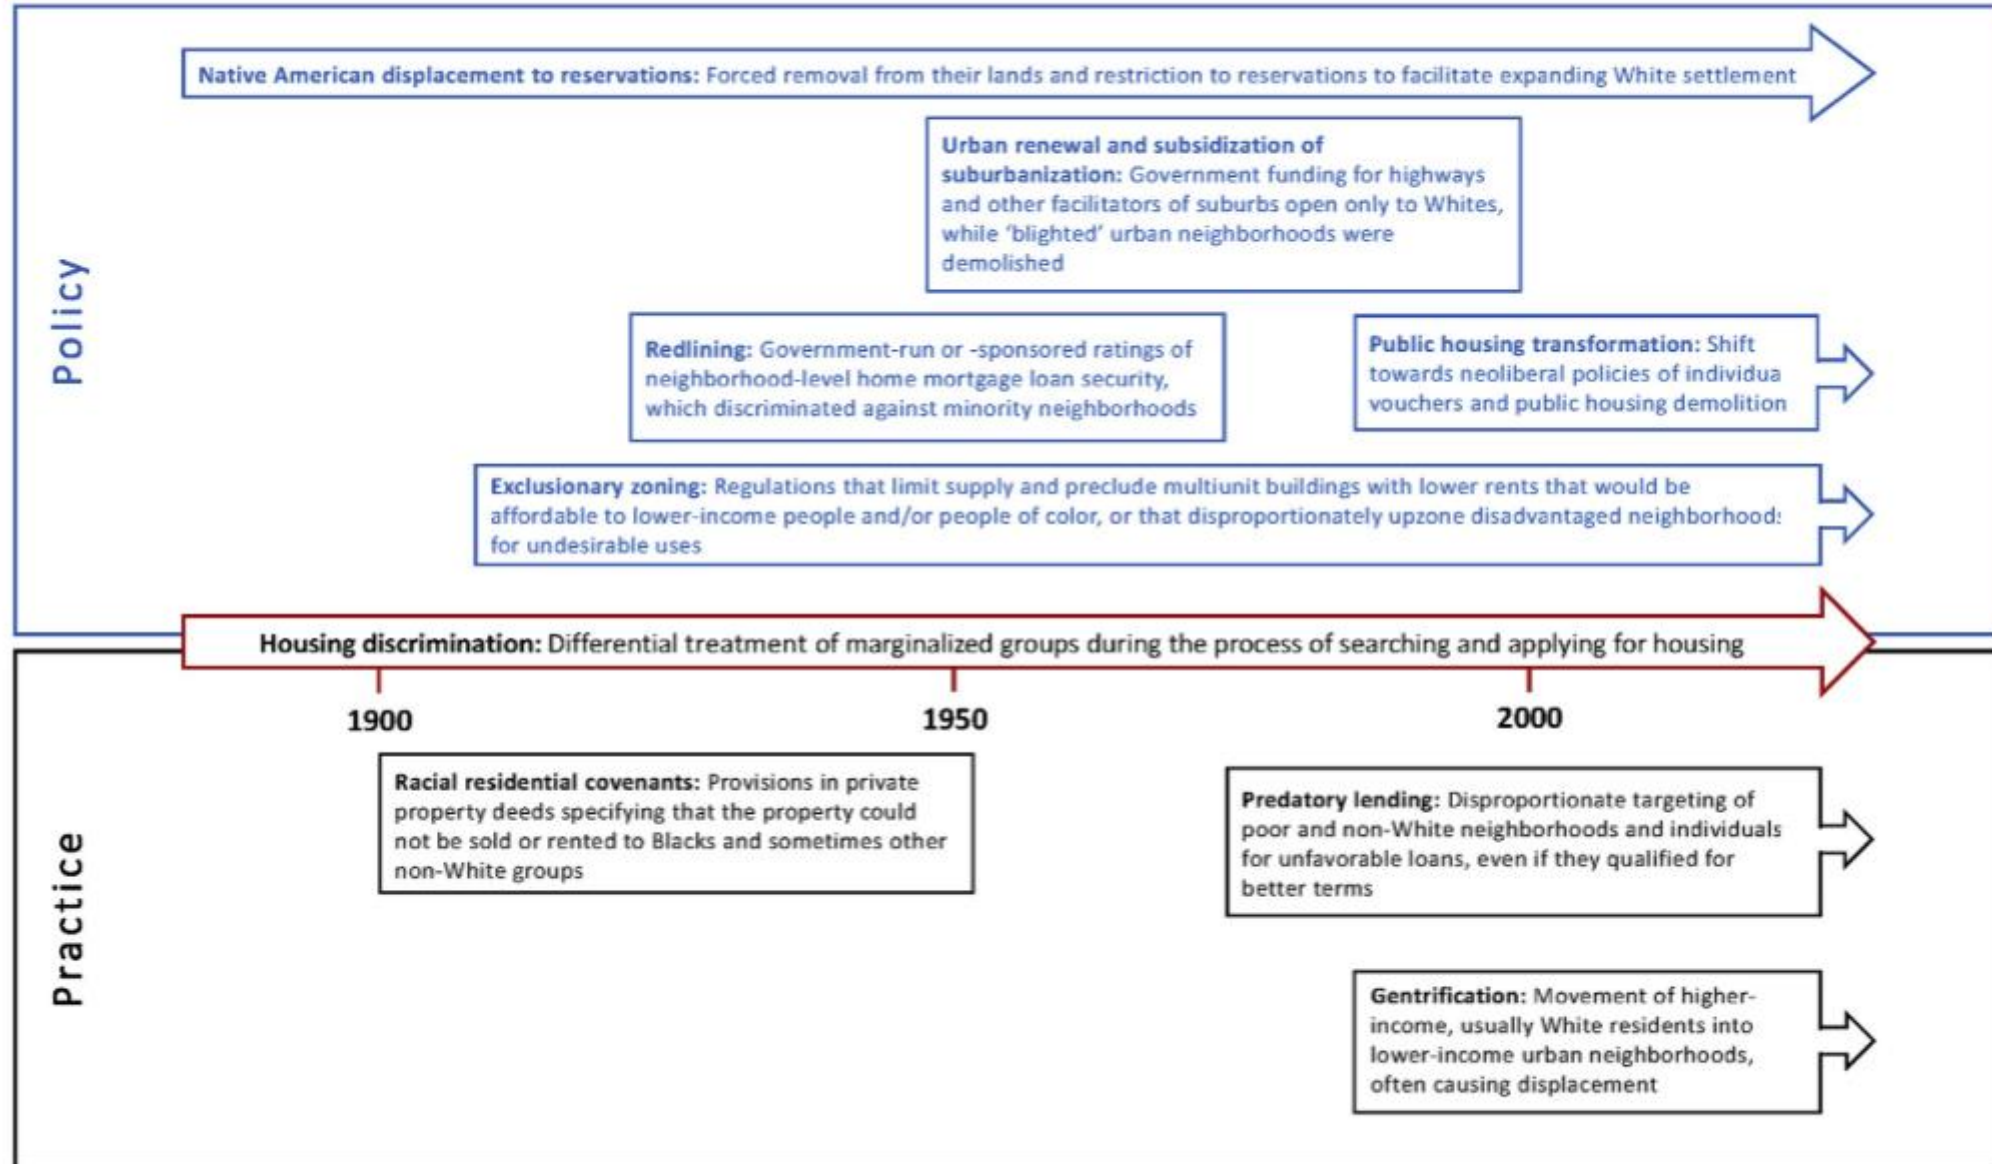 Policy
Native American displacement to reservations: Forced removal from their lands and restriction to reservations to facilitate expanding White settlement
Urban renewal and subsidization of
suburbanization: Government funding for highways
and other facilitators of suburbs open only to Whites,
while ‘blighted’ urban neighborhoods were
demolished
Redlining: Government-run or -sponsored ratings of
neighborhood-level home mortgage loan security,
which discriminated against minority neighborhoods
Public housing transformation: Shift
towards neoliberal policies of individua
vouchers and public housing demolition
Exclusionary zoning: Regulations that limit supply and preclude multiunit buildings with lower rents that would be
affordable to lower-income people and/or people of color, or that disproportionately upzone disadvantaged neighborhoods
for undesirable uses
Housing discrimination: Differential treatment of marginalized groups during the process of searching and applying for housing
1900
1950
2000
Practice
Racial residential covenants: Provisions in private
property deeds specifying that the property could
not be sold or rented to Blacks and sometimes other
non-White groups
Predatory lending: Disproportionate targeting of
poor and non-White neighborhoods and individuals
for unfavorable loans, even if they qualified for
better terms
Gentrification: Movement of higher-
income, usually White residents into
lower-income urban neighborhoods,
often causing displacement